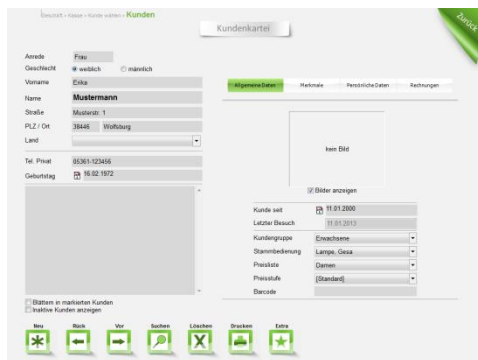 Geschäft > Kasse > Kunde wählen > Kunden
Zurück
Kundenkartei
Anrede Frau
Geschlecht weiblich männlich
Vorname Erika
Name Mustermann
Straße Musterstr. 1
PLZ / Ort 38446 Wolfsburg
Land
Tel. Privat 05361-123456
Geburtstag 16.02.1972
Allgemeine Daten Merkmale Persönliche Daten Rechnungen
kein Bild
Bilder anzeigen
Kunde seit 11.01.2000
Letzter Besuch 11.01.2013
Kundengruppe Erwachsene
Stammbedienung Lampe, Gesa
Preisliste Damen
Preisstufe (Standard)
Barcode
Blättern in markierten Kunden
Inaktive Kunden anzeigen
Neu Rück Vor Suchen Löschen Drucken Extra